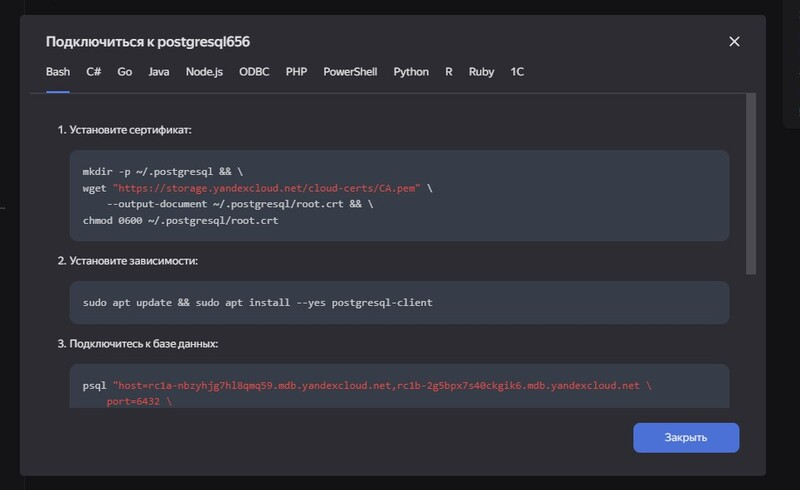 Подключиться к postgresql656
Bash C# Go Java Node.js ODBC PHP PowerShell Python R Ruby 1C
1. Установите сертификат:
mkdir -p ~/.postgresql && \
wget "https://storage.yandexcloud.net/cloud-certs/CA.pem" \
    --output-document ~/.postgresql/root.crt && \
chmod 0600 ~/.postgresql/root.crt
2. Установите зависимости:
sudo apt update && sudo apt install --yes postgresql-client
3. Подключитесь к базе данных:
psql "host=rc1a-nbzyhjg7hl8qmq59.mdb.yandexcloud.net,rc1b-2g5bpx7s40ckgik6.mdb.yandexcloud.net \
    port=6432 \
Закрыть